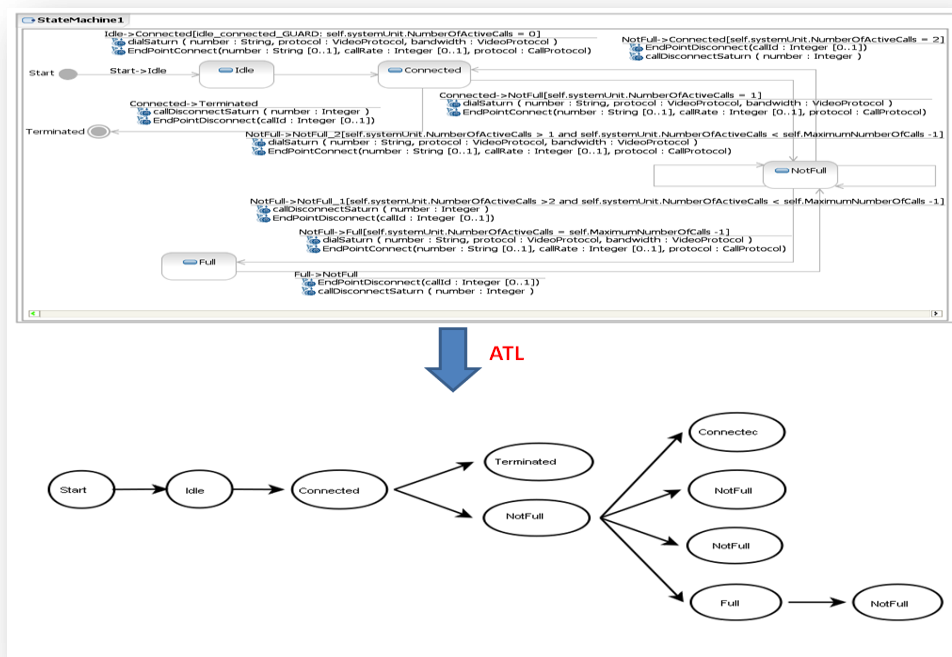 StateMachine1
Idle->Connected[idle_connected_GUARD: self.systemUnit.NumberOfActiveCalls = 0]
dialSaturn ( number : String, protocol : VideoProtocol, bandwidth : VideoProtocol )
EndPointConnect(number : String [0..1], callRate : Integer [0..1], protocol : CallProtocol)
NotFull->Connected[self.systemUnit.NumberOfActiveCalls = 2]
EndPointDisconnect(callId : Integer [0..1])
callDisconnectSaturn ( number : Integer )
Start
Start->Idle
Idle
Connected
Connected->NotFull[self.systemUnit.NumberOfActiveCalls = 1]
dialSaturn ( number : String, protocol : VideoProtocol, bandwidth : VideoProtocol )
EndPointConnect(number : String [0..1], callRate : Integer [0..1], protocol : CallProtocol)
Connected->Terminated
callDisconnectSaturn ( number : Integer )
EndPointDisconnect(callId : Integer [0..1])
Terminated
NotFull->NotFull_2[self.systemUnit.NumberOfActiveCalls > 1 and self.systemUnit.NumberOfActiveCalls < self.MaximumNumberOfCalls -1]
dialSaturn ( number : String, protocol : VideoProtocol, bandwidth : VideoProtocol )
EndPointConnect(number : String [0..1], callRate : Integer [0..1], protocol : CallProtocol)
NotFull
NotFull->NotFull_1[self.systemUnit.NumberOfActiveCalls >2 and self.systemUnit.NumberOfActiveCalls < self.MaximumNumberOfCalls -1]
callDisconnectSaturn ( number : Integer )
EndPointDisconnect(callId : Integer [0..1])
NotFull->Full[self.systemUnit.NumberOfActiveCalls = self.MaximumNumberOfCalls -1]
dialSaturn ( number : String, protocol : VideoProtocol, bandwidth : VideoProtocol )
EndPointConnect(number : String [0..1], callRate : Integer [0..1], protocol : CallProtocol)
Full
Full->NotFull
EndPointDisconnect(callId : Integer [0..1])
callDisconnectSaturn ( number : Integer )
ATL
Start
Idle
Connected
Terminated
NotFull
Connectec
NotFull
NotFull
Full
NotFull